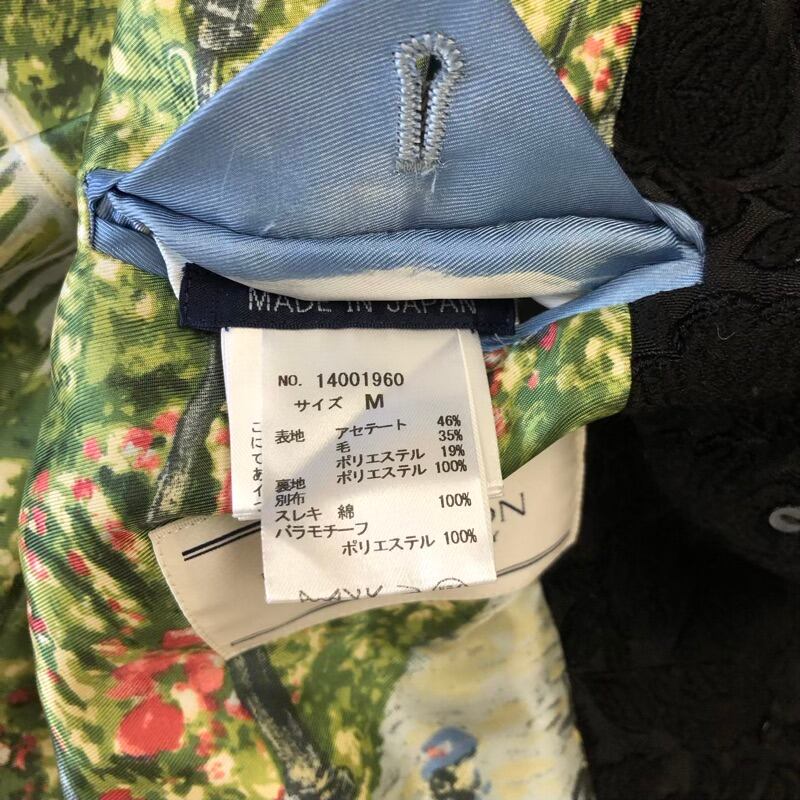 MADE IN JAPAN
NO. 14001960
サイズ M
表地 アセテート 46%
毛 35%
ポリエステル 19%
裏地 ポリエステル 100%
別布
スレキ 綿 100%
バラモチーフ
ポリエステル 100%